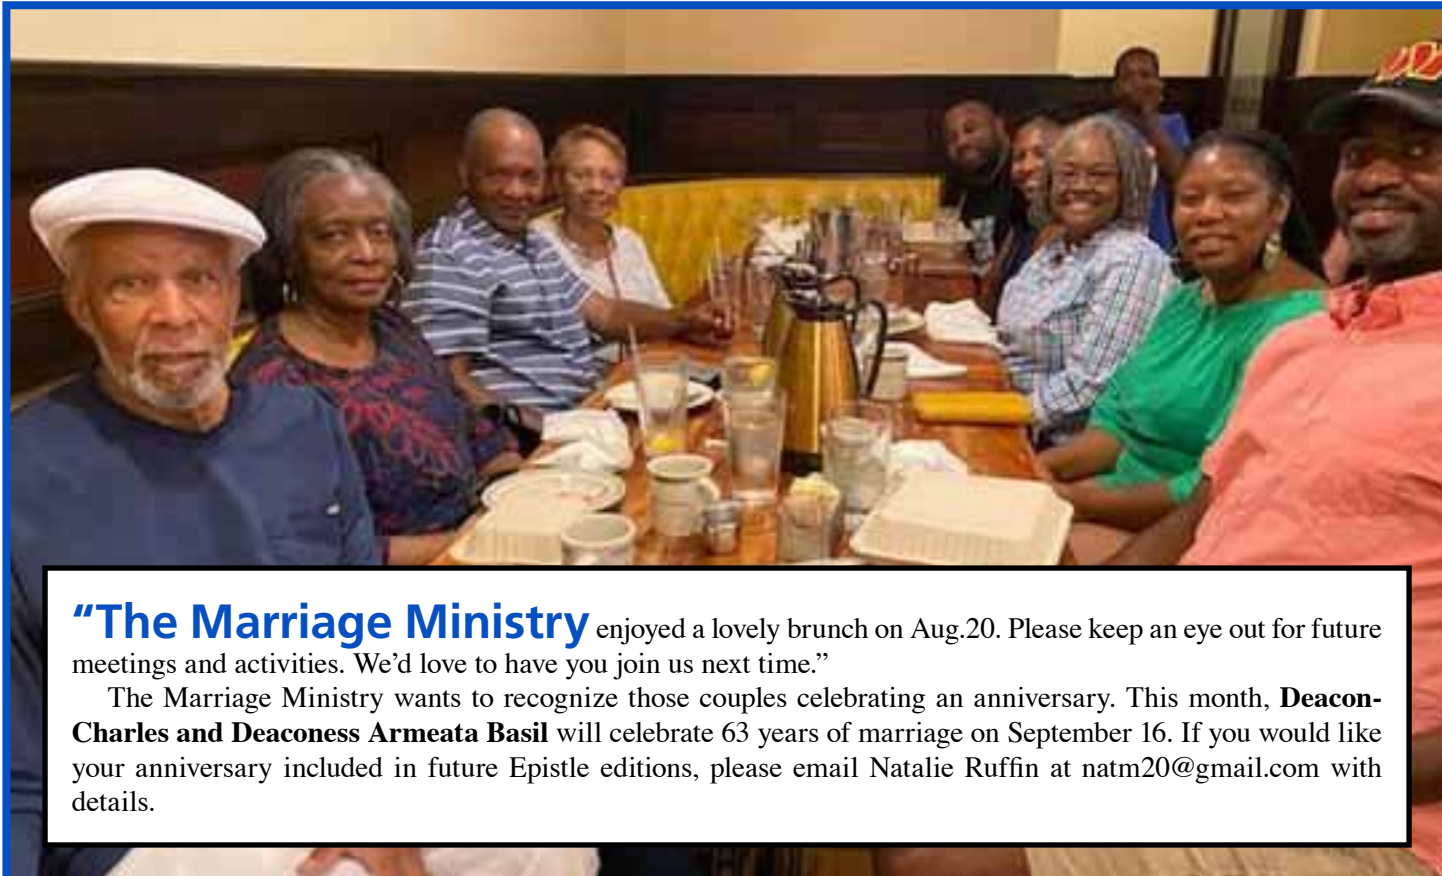 “The Marriage Ministry enjoyed a lovely brunch on Aug.20. Please keep an eye out for future
meetings and activities. We’d love to have you join us next time.”
The Marriage Ministry wants to recognize those couples celebrating an anniversary. This month, Deacon-
Charles and Deaconess Armeata Basil will celebrate 63 years of marriage on September 16. If you would like
your anniversary included in future Epistle editions, please email Natalie Ruffin at natm20@gmail.com with
details.